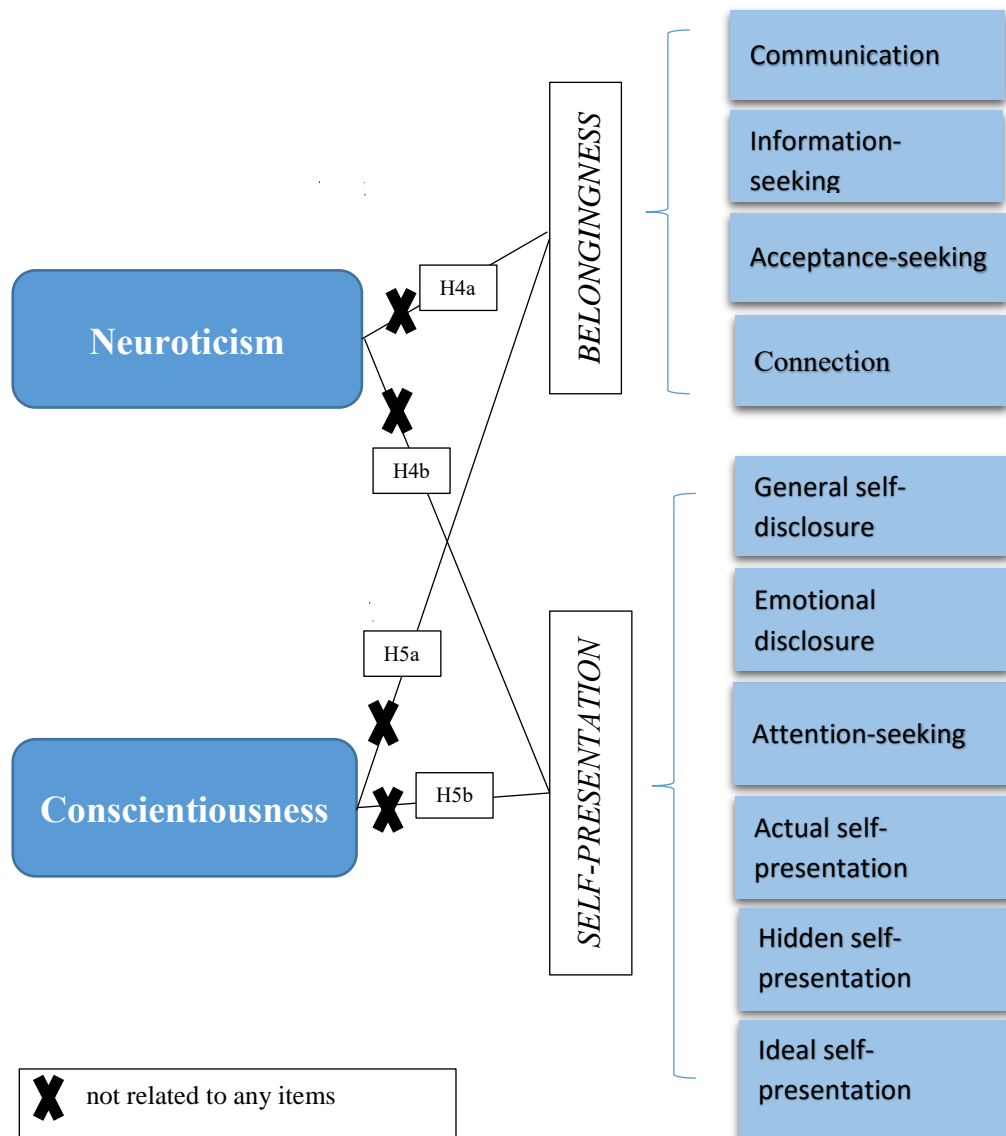 Communication
Information-
seeking
Acceptance-seeking
Connection
BELONGINGNESS
H4a
Neuroticism
H4b
General self-
disclosure
Emotional
disclosure
Attention-seeking
Actual self-
presentation
Hidden self-
presentation
Ideal self-
presentation
SELF-PRESENTATION
H5a
Conscientiousness
H5b
not related to any items